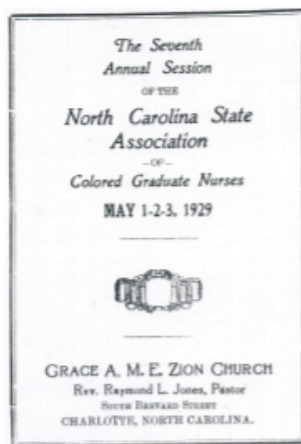 The Seventh
Annual Session
OF THE
North Carolina State
Association
-OF-
Colored Graduate Nurses
MAY 1-2-3, 1929
GRACE A. M. E. ZION CHURCH
Rev. Raymond L. Jones, Pastor
South Brevard Street
CHARLOTTE, NORTH CAROLINA.